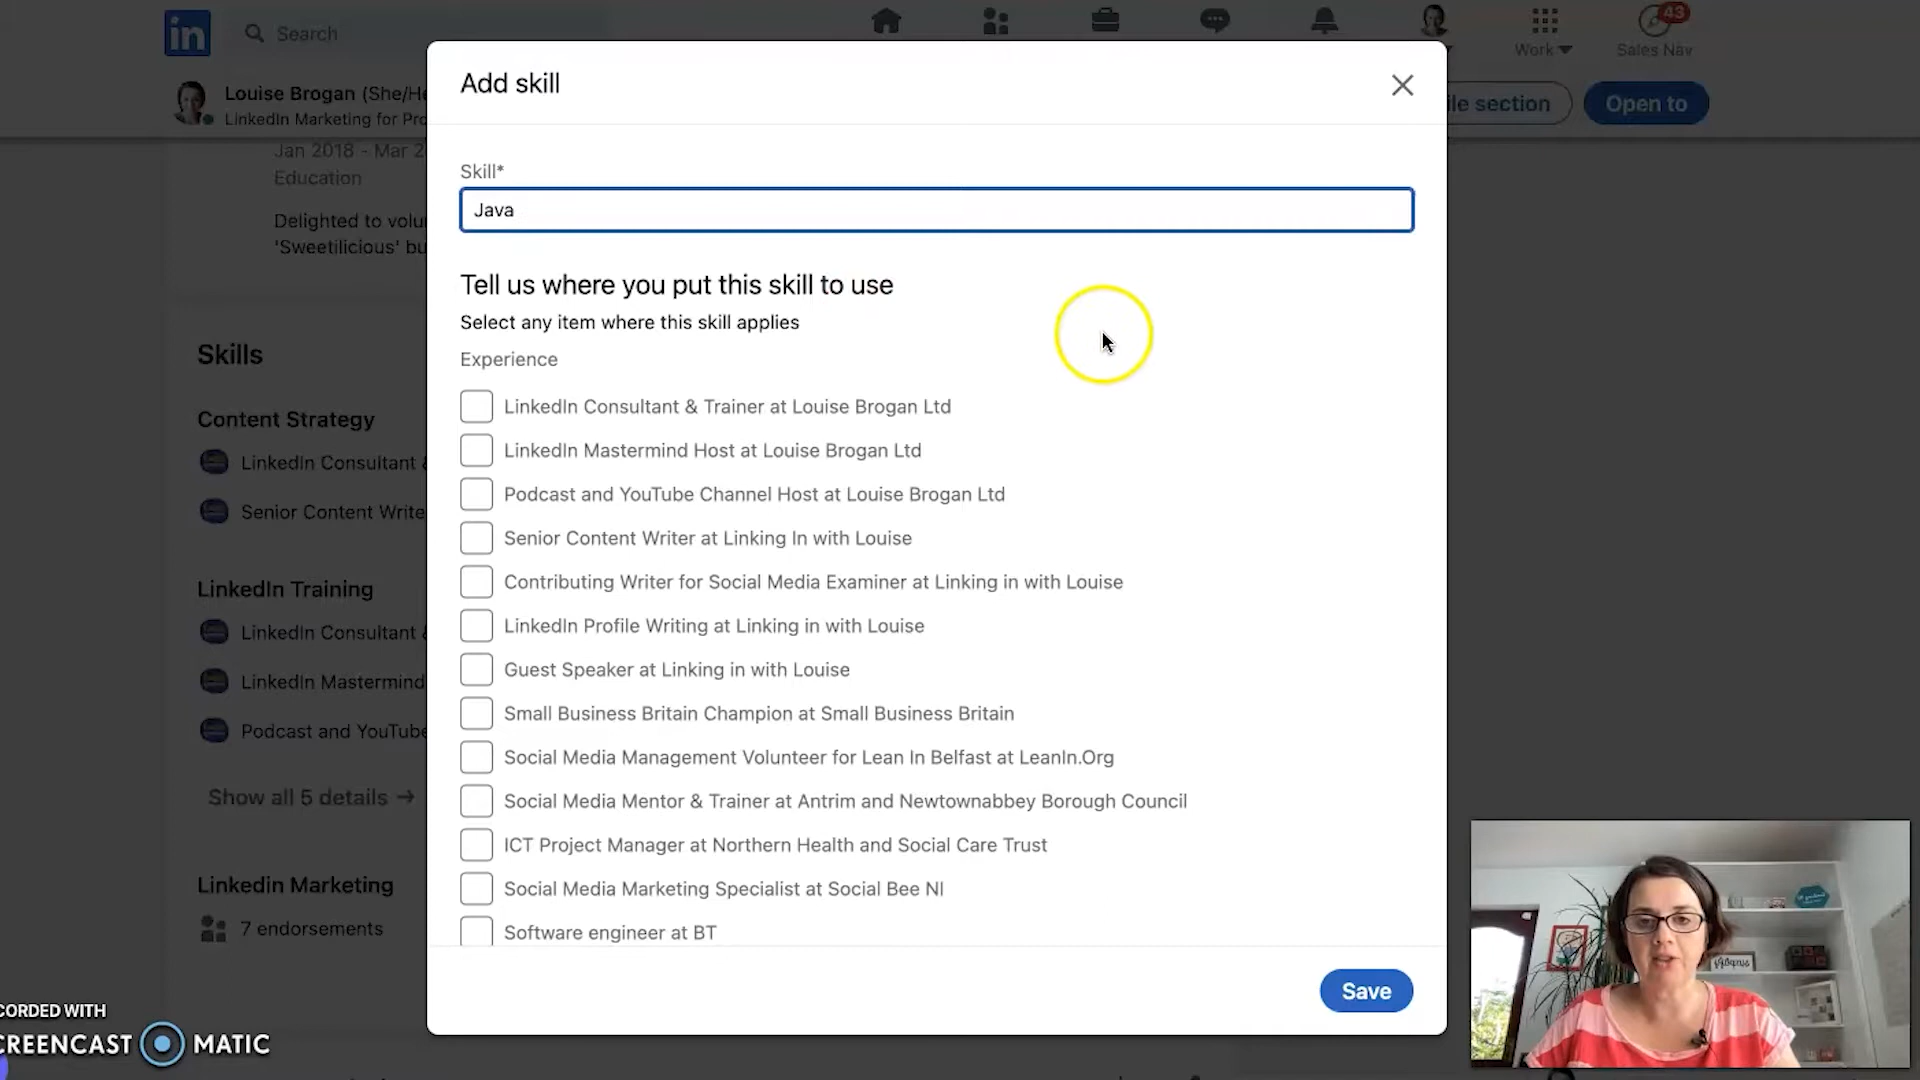 in
Search
43
Work
Sales Nav
Louise Brogan (She/He
LinkedIn Marketing for Pro
le section
Open to
Jan 2018 - Mar 2
Education
Delighted to volu
'Sweetilicious' bu
Skills
Content Strategy
LinkedIn Consultant &
Senior Content Write
LinkedIn Training
LinkedIn Consultant &
LinkedIn Mastermind
Podcast and YouTube
Show all 5 details →
Linkedin Marketing
7 endorsements
Add skill
Skill*
Java
Tell us where you put this skill to use
Select any item where this skill applies
Experience
LinkedIn Consultant & Trainer at Louise Brogan Ltd
LinkedIn Mastermind Host at Louise Brogan Ltd
Podcast and YouTube Channel Host at Louise Brogan Ltd
Senior Content Writer at Linking In with Louise
Contributing Writer for Social Media Examiner at Linking in with Louise
LinkedIn Profile Writing at Linking in with Louise
Guest Speaker at Linking in with Louise
Small Business Britain Champion at Small Business Britain
Social Media Management Volunteer for Lean In Belfast at LeanIn.Org
Social Media Mentor & Trainer at Antrim and Newtownabbey Borough Council
ICT Project Manager at Northern Health and Social Care Trust
Social Media Marketing Specialist at Social Bee NI
Software engineer at BT
Save
CORDED WITH
CREENCAST MATIC